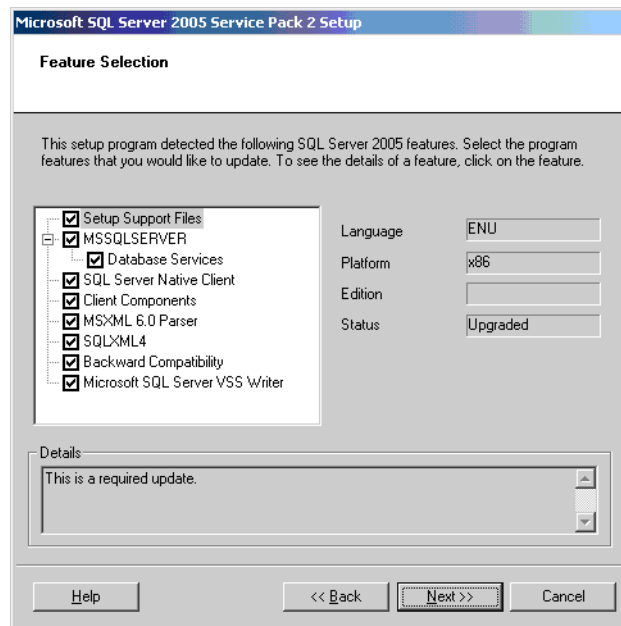 Microsoft SQL Server 2005 Service Pack 2 Setup
Feature Selection
This setup program detected the following SQL Server 2005 features. Select the program
features that you would like to update. To see the details of a feature, click on the feature.
Setup Support Files
MSSQLSERVER
Database Services
SQL Server Native Client
Client Components
MSXML 6.0 Parser
SQLXML4
Backward Compatibility
Microsoft SQL Server VSS Writer
Language ENU
Platform x86
Edition
Status Upgraded
Details
This is a required update.
Help << Back Next >> Cancel